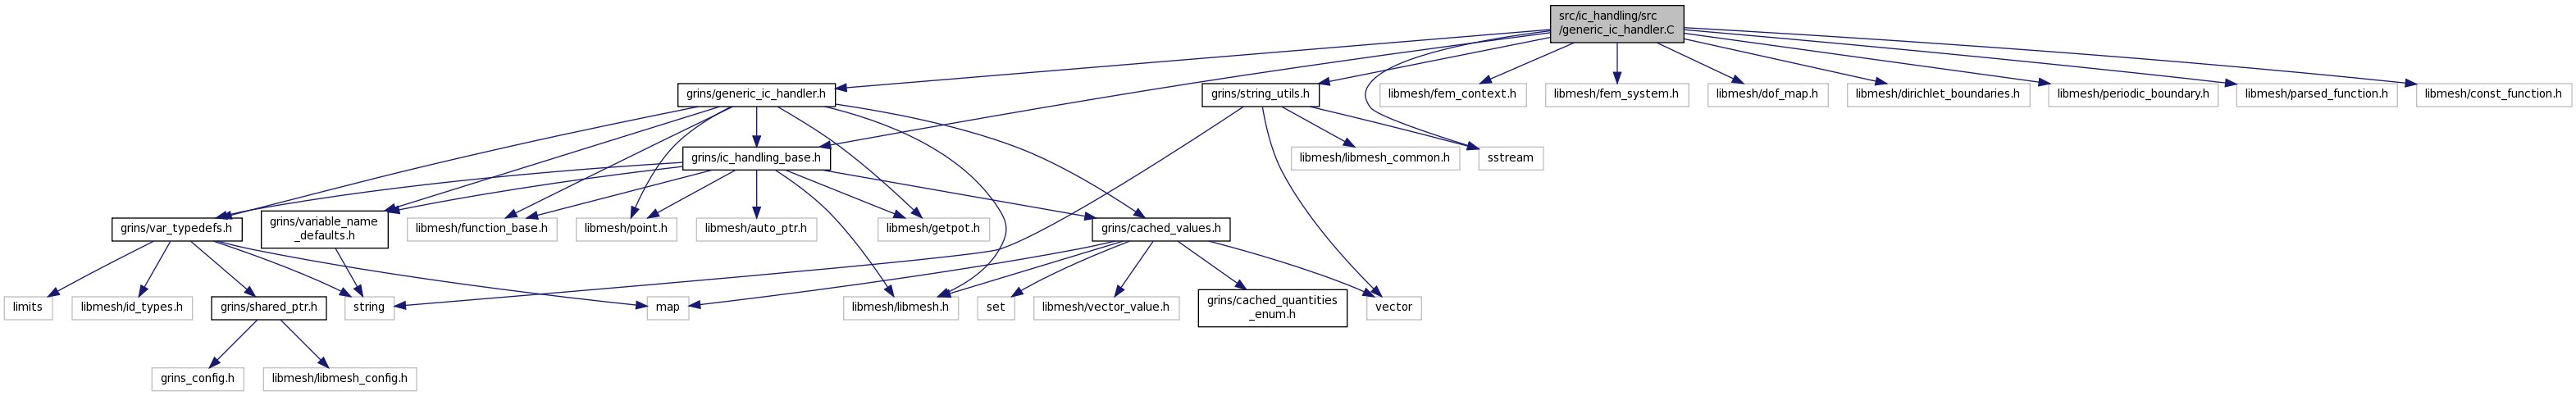 src/ic_handling/src
/generic_ic_handler.C
grins/generic_ic_handler.h
grins/string_utils.h
libmesh/fem_context.h
libmesh/fem_system.h
libmesh/dof_map.h
libmesh/dirichlet_boundaries.h
libmesh/periodic_boundary.h
libmesh/parsed_function.h
libmesh/const_function.h
grins/ic_handling_base.h
libmesh/libmesh_common.h
sstream
grins/var_typedefs.h
grins/variable_name
_defaults.h
libmesh/function_base.h
libmesh/point.h
libmesh/auto_ptr.h
libmesh/getpot.h
grins/cached_values.h
limits
libmesh/id_types.h
grins/shared_ptr.h
string
map
libmesh/libmesh.h
set
libmesh/vector_value.h
grins/cached_quantities
_enum.h
vector
grins_config.h
libmesh/libmesh_config.h